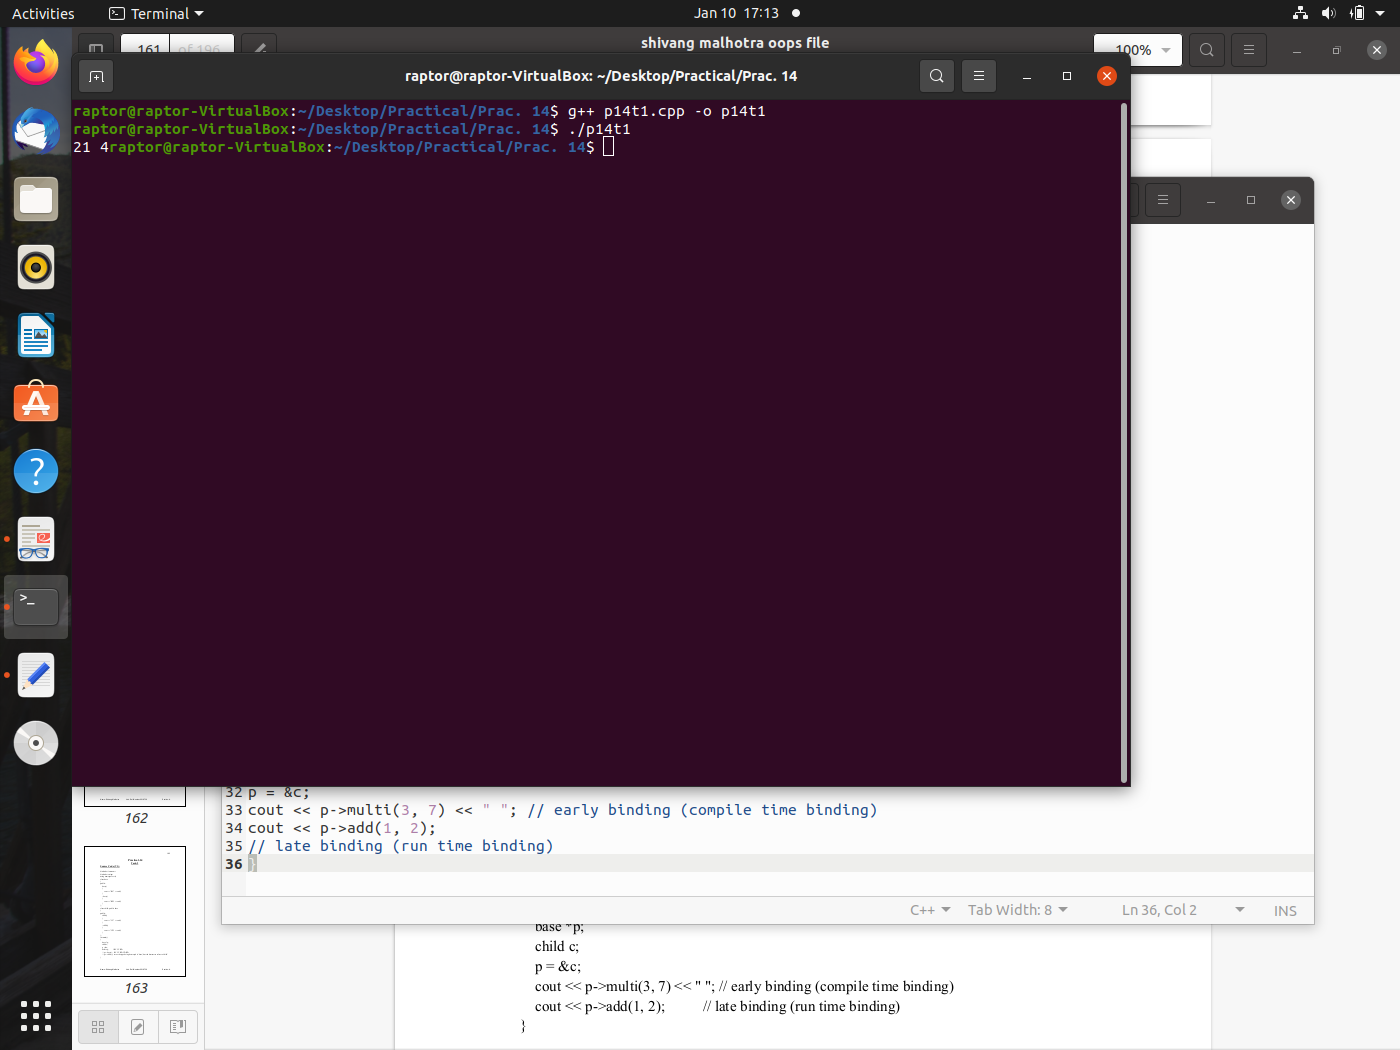 Activities
Terminal
Jan 10 17:13
161 of 196
shivang malhotra oops file
100%
raptor@raptor-VirtualBox: ~/Desktop/Practical/Prac. 14
raptor@raptor-VirtualBox:~/Desktop/Practical/Prac. 14$ g++ p14t1.cpp -o p14t1
raptor@raptor-VirtualBox:~/Desktop/Practical/Prac. 14$ ./p14t1
21 4raptor@raptor-VirtualBox:~/Desktop/Practical/Prac. 14$
32 p = &c;
33 cout << p->multi(3, 7) << " "; // early binding (compile time binding)
34 cout << p->add(1, 2);
35 // late binding (run time binding)
36 }
C++ Tab Width: 8 Ln 36, Col 2 INS
162
163
base *p;
child c;
p = &c;
cout << p->multi(3, 7) << " "; // early binding (compile time binding)
cout << p->add(1, 2); // late binding (run time binding)
}